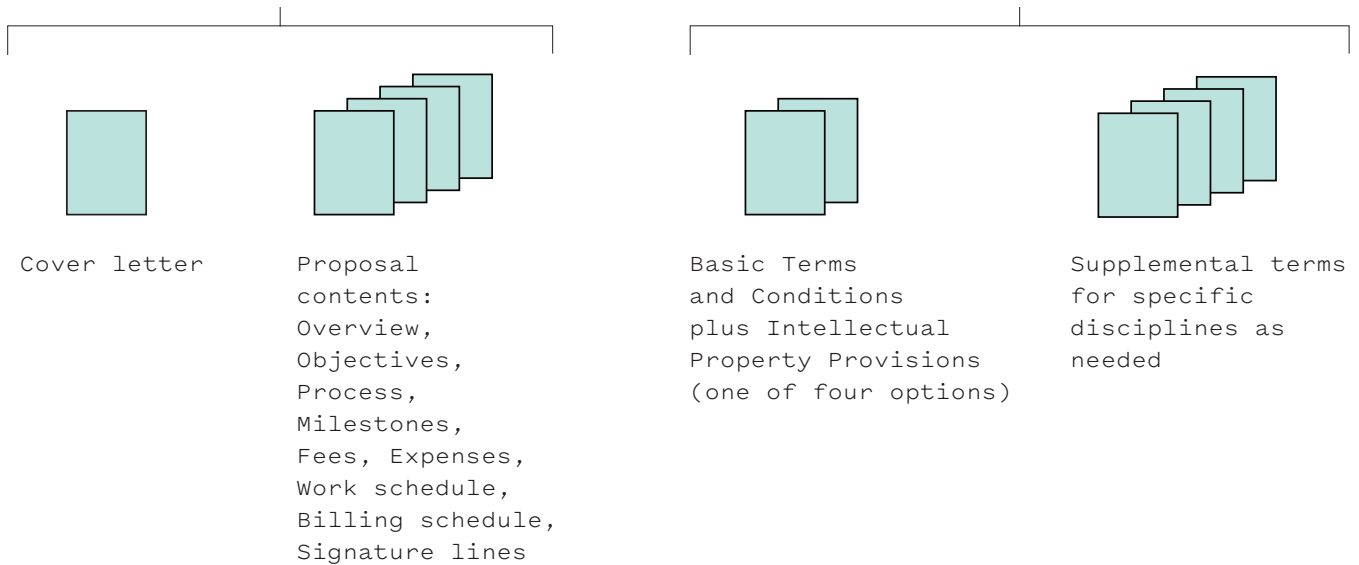 Cover letter
Proposal
contents:
Overview,
Objectives,
Process,
Milestones,
Fees, Expenses,
Work schedule,
Billing schedule,
Signature lines
Basic Terms
and Conditions
plus Intellectual
Property Provisions
(one of four options)
Supplemental terms
for specific
disciplines as
needed